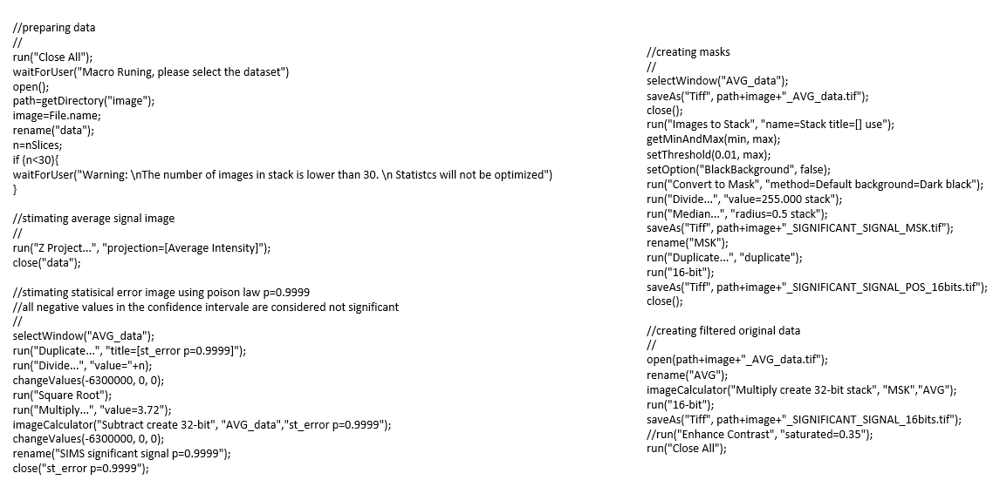 //preparing data
//
run("Close All");
waitForUser("Macro Runing, please select the dataset")
open();
path=getDirectory("image");
image=File.name;
rename("data");
n=nSlices;
if (n<30){
waitForUser("Warning: \nThe number of images in stack is lower than 30. \n Statistcs will not be optimized")
}

//stimating average signal image
//
run("Z Project...", "projection=[Average Intensity]");
close("data");

//stimating statisical error image using poison law p=0.9999
//all negative values in the confidence intervale are considered not significant
//
selectWindow("AVG_data");
run("Duplicate...", "title=[st_error p=0.9999]");
run("Divide...", "value="+n);
changeValues(-6300000, 0, 0);
run("Square Root");
run("Multiply...", "value=3.72");
imageCalculator("Subtract create 32-bit", "AVG_data","st_error p=0.9999");
changeValues(-6300000, 0, 0);
rename("SIMS significant signal p=0.9999");
close("st_error p=0.9999");

//creating masks
//
selectWindow("AVG_data");
saveAs("Tiff", path+image+"_AVG_data.tif");
close();
run("Images to Stack", "name=Stack title=[] use");
getMinAndMax(min, max);
setThreshold(0.01, max);
setOption("BlackBackground", false);
run("Convert to Mask", "method=Default background=Dark black");
run("Divide...", "value=255.000 stack");
run("Median...", "radius=0.5 stack");
saveAs("Tiff", path+image+"_SIGNIFICANT_SIGNAL_MSK.tif");
rename("MSK");
run("Duplicate...", "duplicate");
run("16-bit");
saveAs("Tiff", path+image+"_SIGNIFICANT_SIGNAL_POS_16bits.tif");
close();

//creating filtered original data
//
open(path+image+"_AVG_data.tif");
rename("AVG");
imageCalculator("Multiply create 32-bit stack", "MSK","AVG");
run("16-bit");
saveAs("Tiff", path+image+"_SIGNIFICANT_SIGNAL_16bits.tif");
//run("Enhance Contrast", "saturated=0.35");
run("Close All");